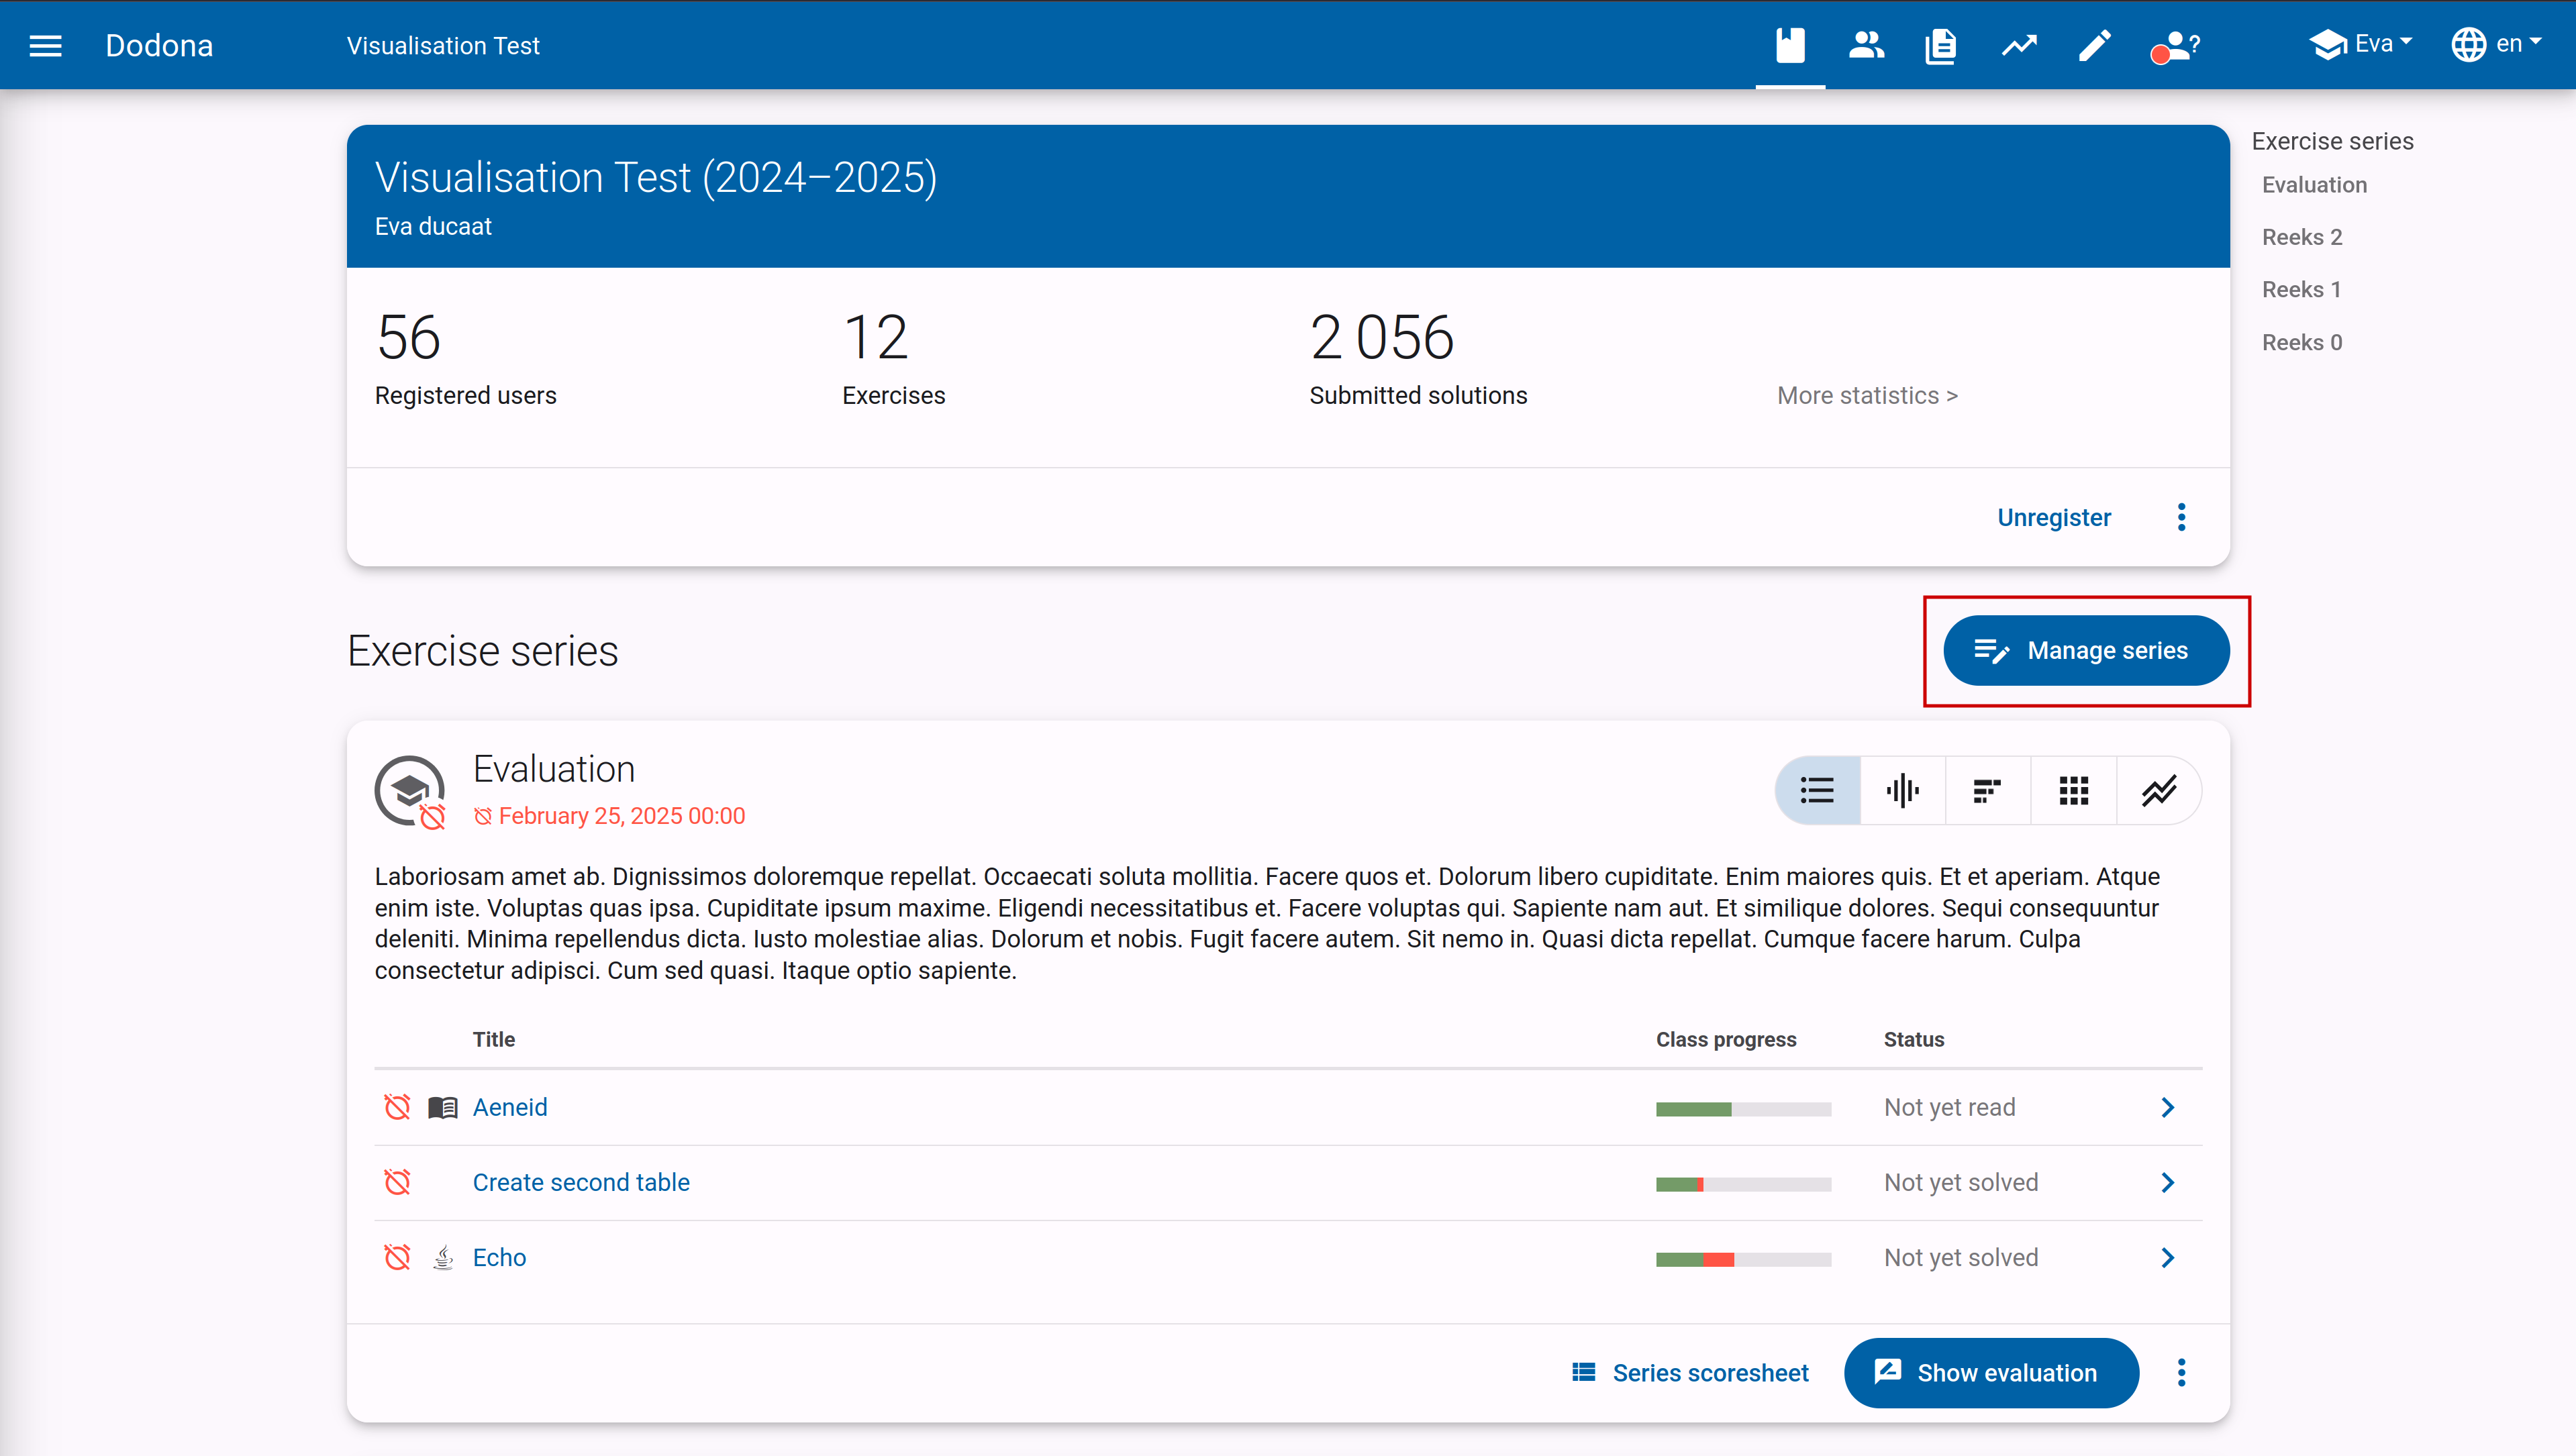 Dodona
Visualisation Test
?
Eva
en
Visualisation Test (2024–2025)
Eva ducaat
56
Registered users
12
Exercises
2 056
Submitted solutions
More statistics >
Unregister
Exercise series
Evaluation
Reeks 2
Reeks 1
Reeks 0
Exercise series
Manage series
Evaluation
February 25, 2025 00:00
Laboriosam amet ab. Dignissimos doloremque repellat. Occaecati soluta mollitia. Facere quos et. Dolorum libero cupiditate. Enim maiores quis. Et et aperiam. Atque
enim iste. Voluptas quas ipsa. Cupiditate ipsum maxime. Eligendi necessitatibus et. Facere voluptas qui. Sapiente nam aut. Et similique dolores. Sequi consequuntur
deleniti. Minima repellendus dicta. Iusto molestiae alias. Dolorum et nobis. Fugit facere autem. Sit nemo in. Quasi dicta repellat. Cumque facere harum. Culpa
consectetur adipisci. Cum sed quasi. Itaque optio sapiente.
Title Class progress Status
Aeneid Not yet read
Create second table Not yet solved
Echo Not yet solved
Series scoresheet
Show evaluation